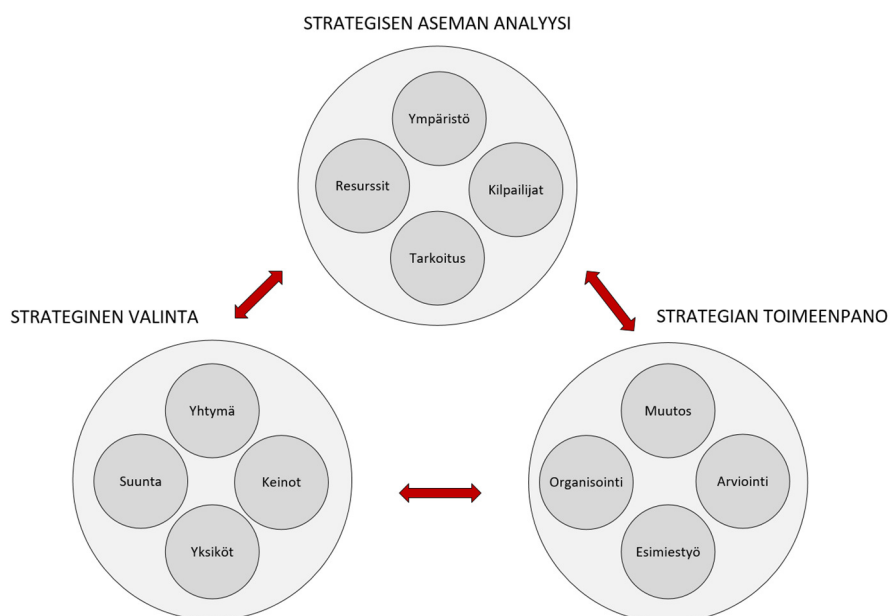 STRATEGISEN ASEMAN ANALYYSI
Ympäristö
Resurssit
Kilpailijat
Tarkoitus
STRATEGINEN VALINTA
Yhtymä
Suunta
Keinot
Yksiköt
STRATEGIAN TOIMEENPANO
Muutos
Organisointi
Arviointi
Esimiestyö